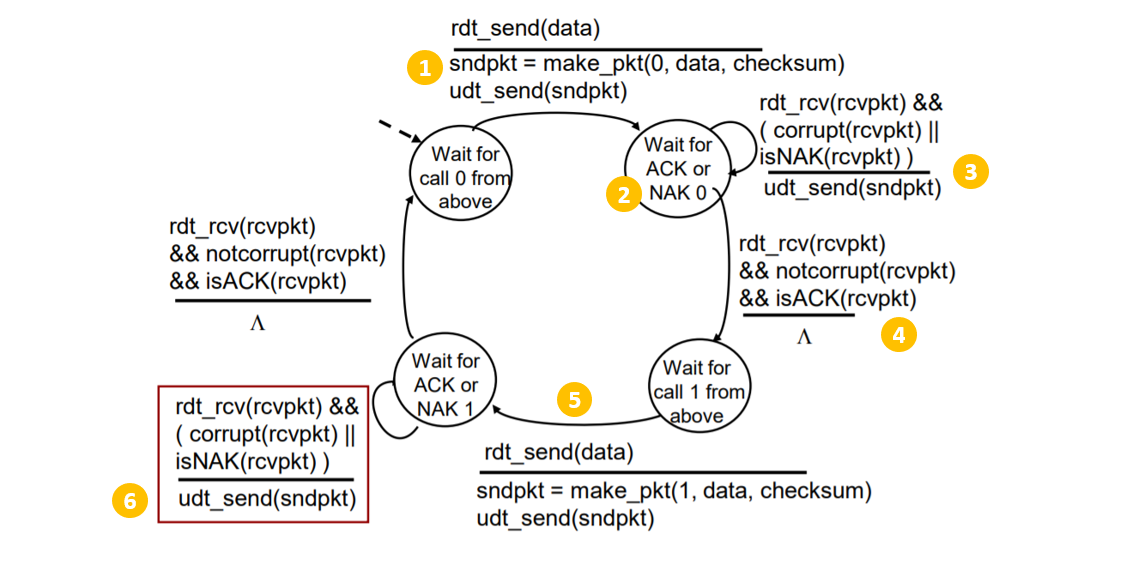 rdt_send(data)
1
sndpkt = make_pkt(0, data, checksum)
udt_send(sndpkt)
Wait for
call 0 from
above
Wait for
ACK or
NAK 0
2
rdt_rcv(rcvpkt) &&
( corrupt(rcvpkt) ||
isNAK(rcvpkt) )
udt_send(sndpkt)
3
rdt_rcv(rcvpkt)
&& notcorrupt(rcvpkt)
&& isACK(rcvpkt)
Λ
rdt_rcv(rcvpkt)
&& notcorrupt(rcvpkt)
&& isACK(rcvpkt)
Λ
4
Wait for
ACK or
NAK 1
5
Wait for
call 1 from
above
rdt_rcv(rcvpkt) &&
( corrupt(rcvpkt) ||
isNAK(rcvpkt) )
udt_send(sndpkt)
6
rdt_send(data)
sndpkt = make_pkt(1, data, checksum)
udt_send(sndpkt)